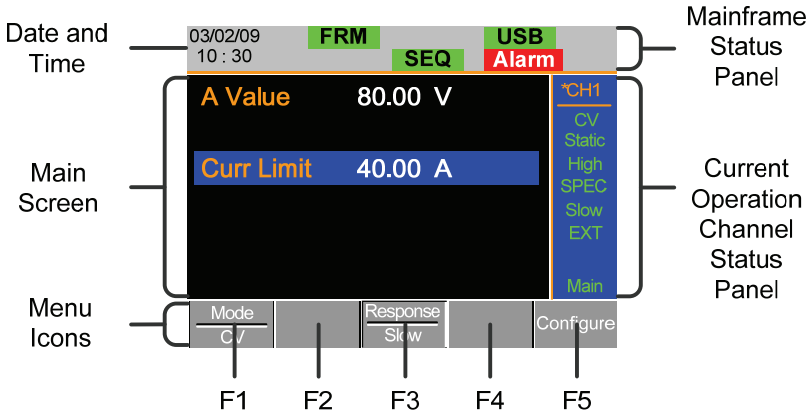 Date and
Time
03/02/09
10 : 30
FRM
SEQ
USB
Alarm
Mainframe
Status
Panel
Main
Screen
A Value 80.00 V
Curr Limit 40.00 A
*CH1
CV
Static
High
SPEC
Slow
EXT
Main
Current
Operation
Channel
Status
Panel
Menu
Icons
Mode
CV
Response
Slow
Configure
F1 F2 F3 F4 F5